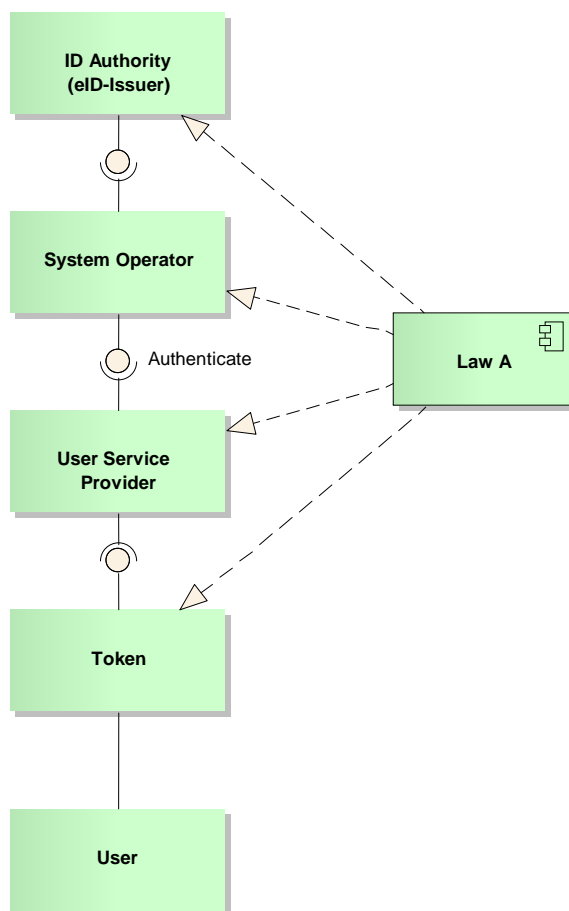 ID Authority
(eID-Issuer)
System Operator
Authenticate
Law A
User Service
Provider
Token
User